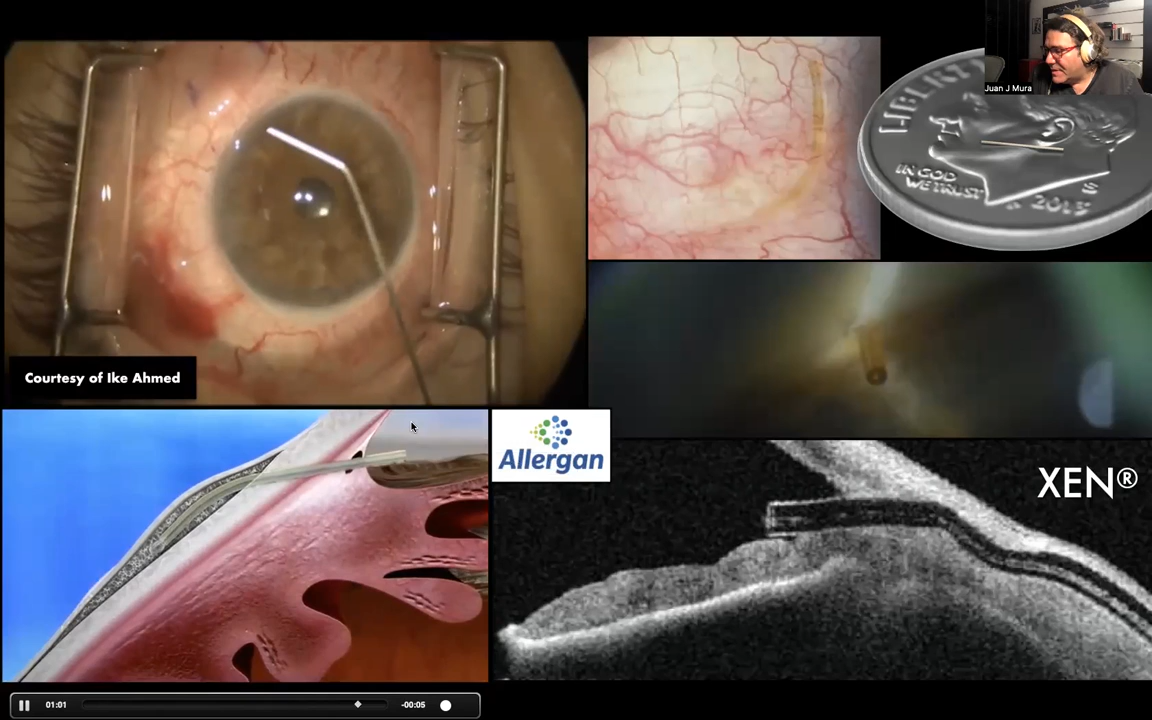 Juan J Mura
LIBERTY
IN GOD
WE TRUST
S
2015
Courtesy of Ike Ahmed
Allergan
XEN®
01:01
-00:05